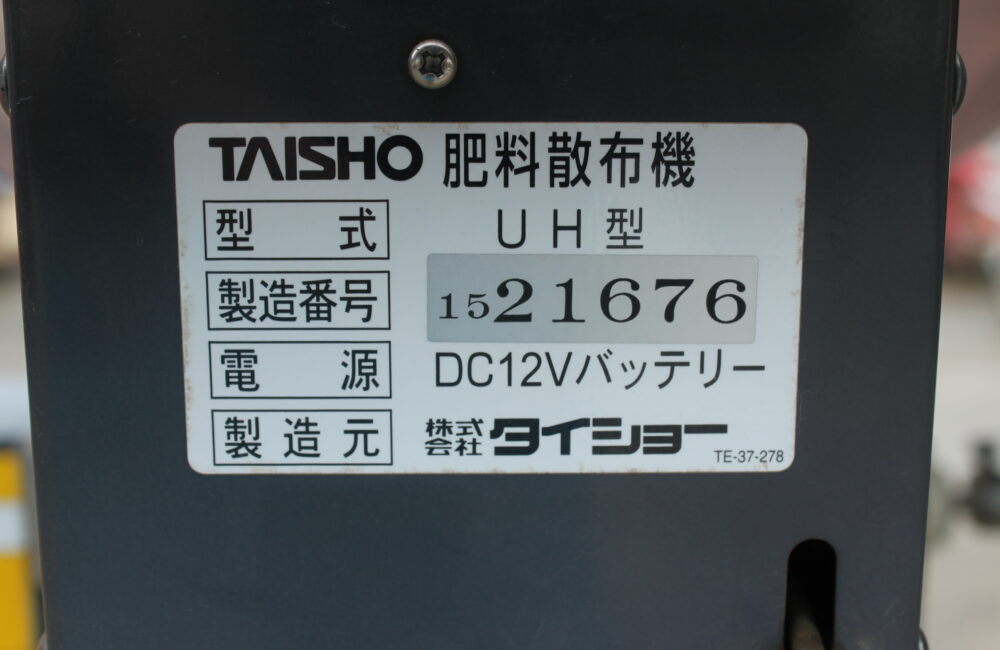 TAISHO 肥料散布機
型式 UH型
製造番号 1521676
電源 DC12Vバッテリー
製造元 株式会社タイショー
TE-37-278